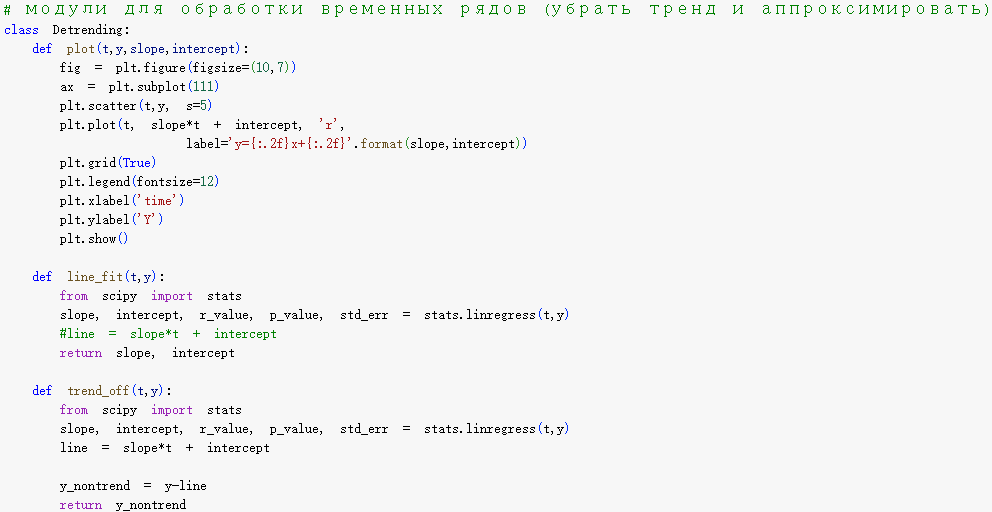 # модули для обработки временных рядов (убрать тренд и аппроксимировать)
class Detrending:
    def plot(t,y,slope,intercept):
        fig = plt.figure(figsize=(10,7))
        ax = plt.subplot(111)
        plt.scatter(t,y, s=5)
        plt.plot(t, slope*t + intercept, 'r',
                 label='y={:.2f}x+{:.2f}'.format(slope,intercept))
        plt.grid(True)
        plt.legend(fontsize=12)
        plt.xlabel('time')
        plt.ylabel('Y')
        plt.show()

    def line_fit(t,y):
        from scipy import stats
        slope, intercept, r_value, p_value, std_err = stats.linregress(t,y)
        #line = slope*t + intercept
        return slope, intercept

    def trend_off(t,y):
        from scipy import stats
        slope, intercept, r_value, p_value, std_err = stats.linregress(t,y)
        line = slope*t + intercept

        y_nontrend = y-line
        return y_nontrend